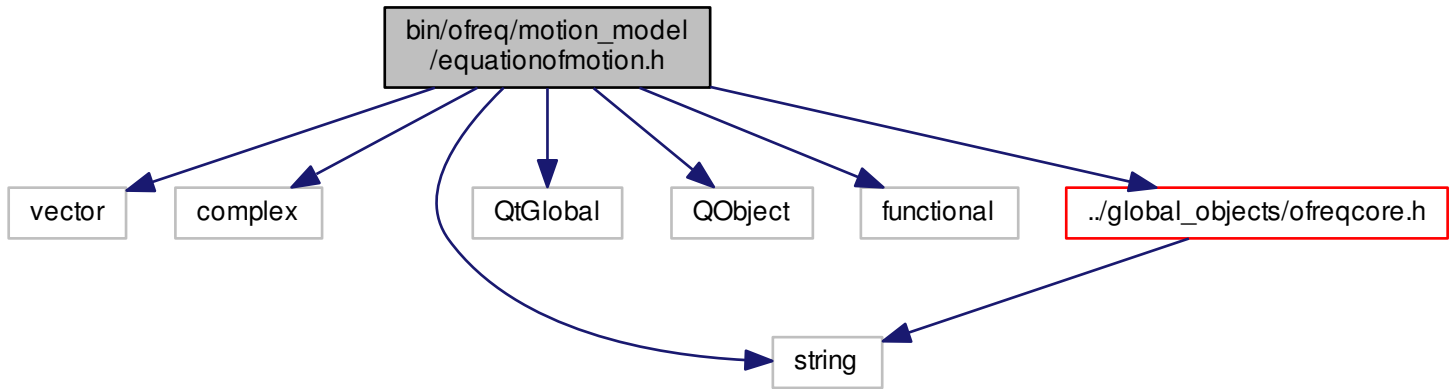 bin/ofreq/motion_model
/equationofmotion.h
vector
complex
QtGlobal
QObject
functional
../global_objects/ofreqcore.h
string